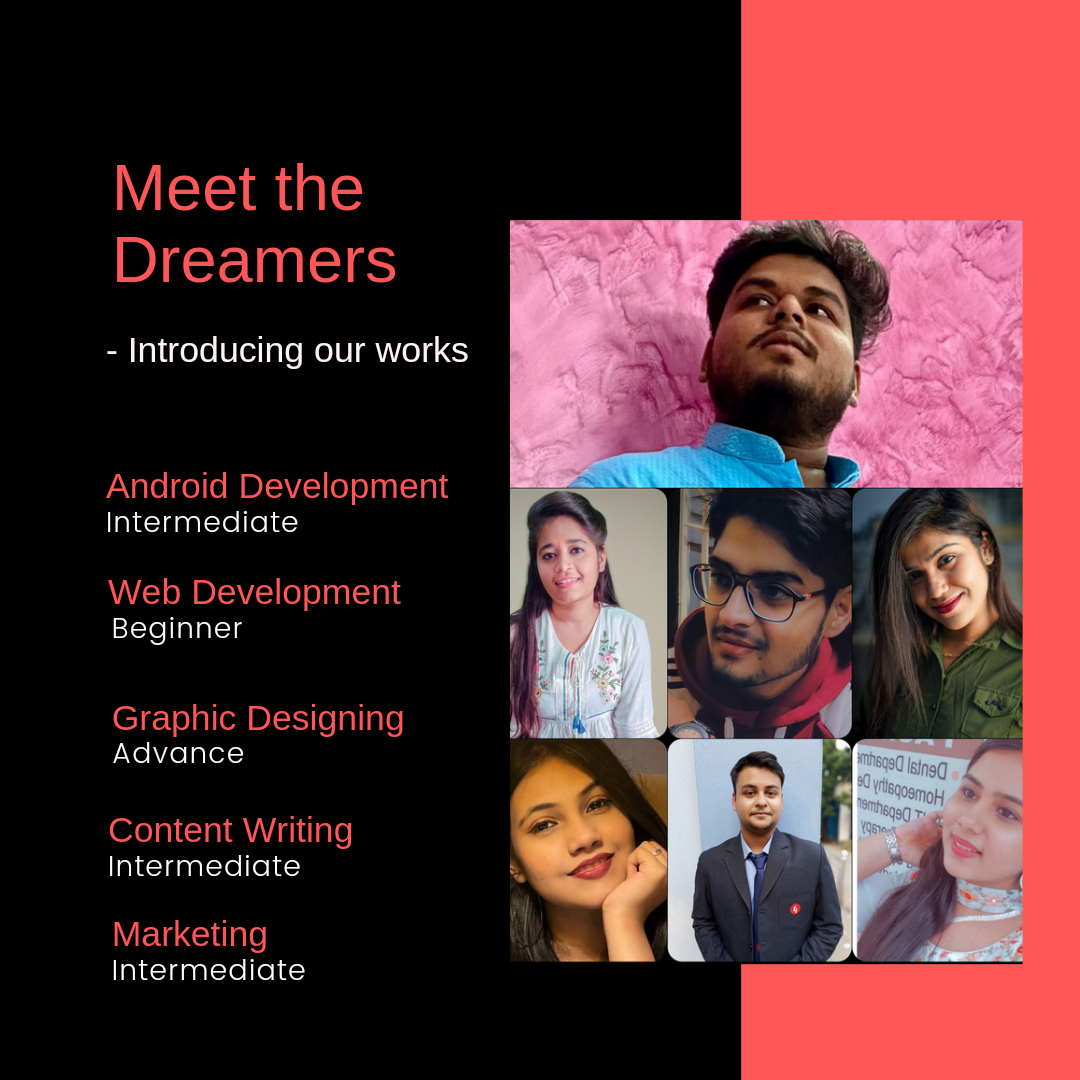 Meet the
Dreamers
- Introducing our works
Android Development
Intermediate
Web Development
Beginner
Graphic Designing
Advance
Content Writing
Intermediate
Marketing
Intermediate
Dental Departme
Homeopathy De
T Departmen